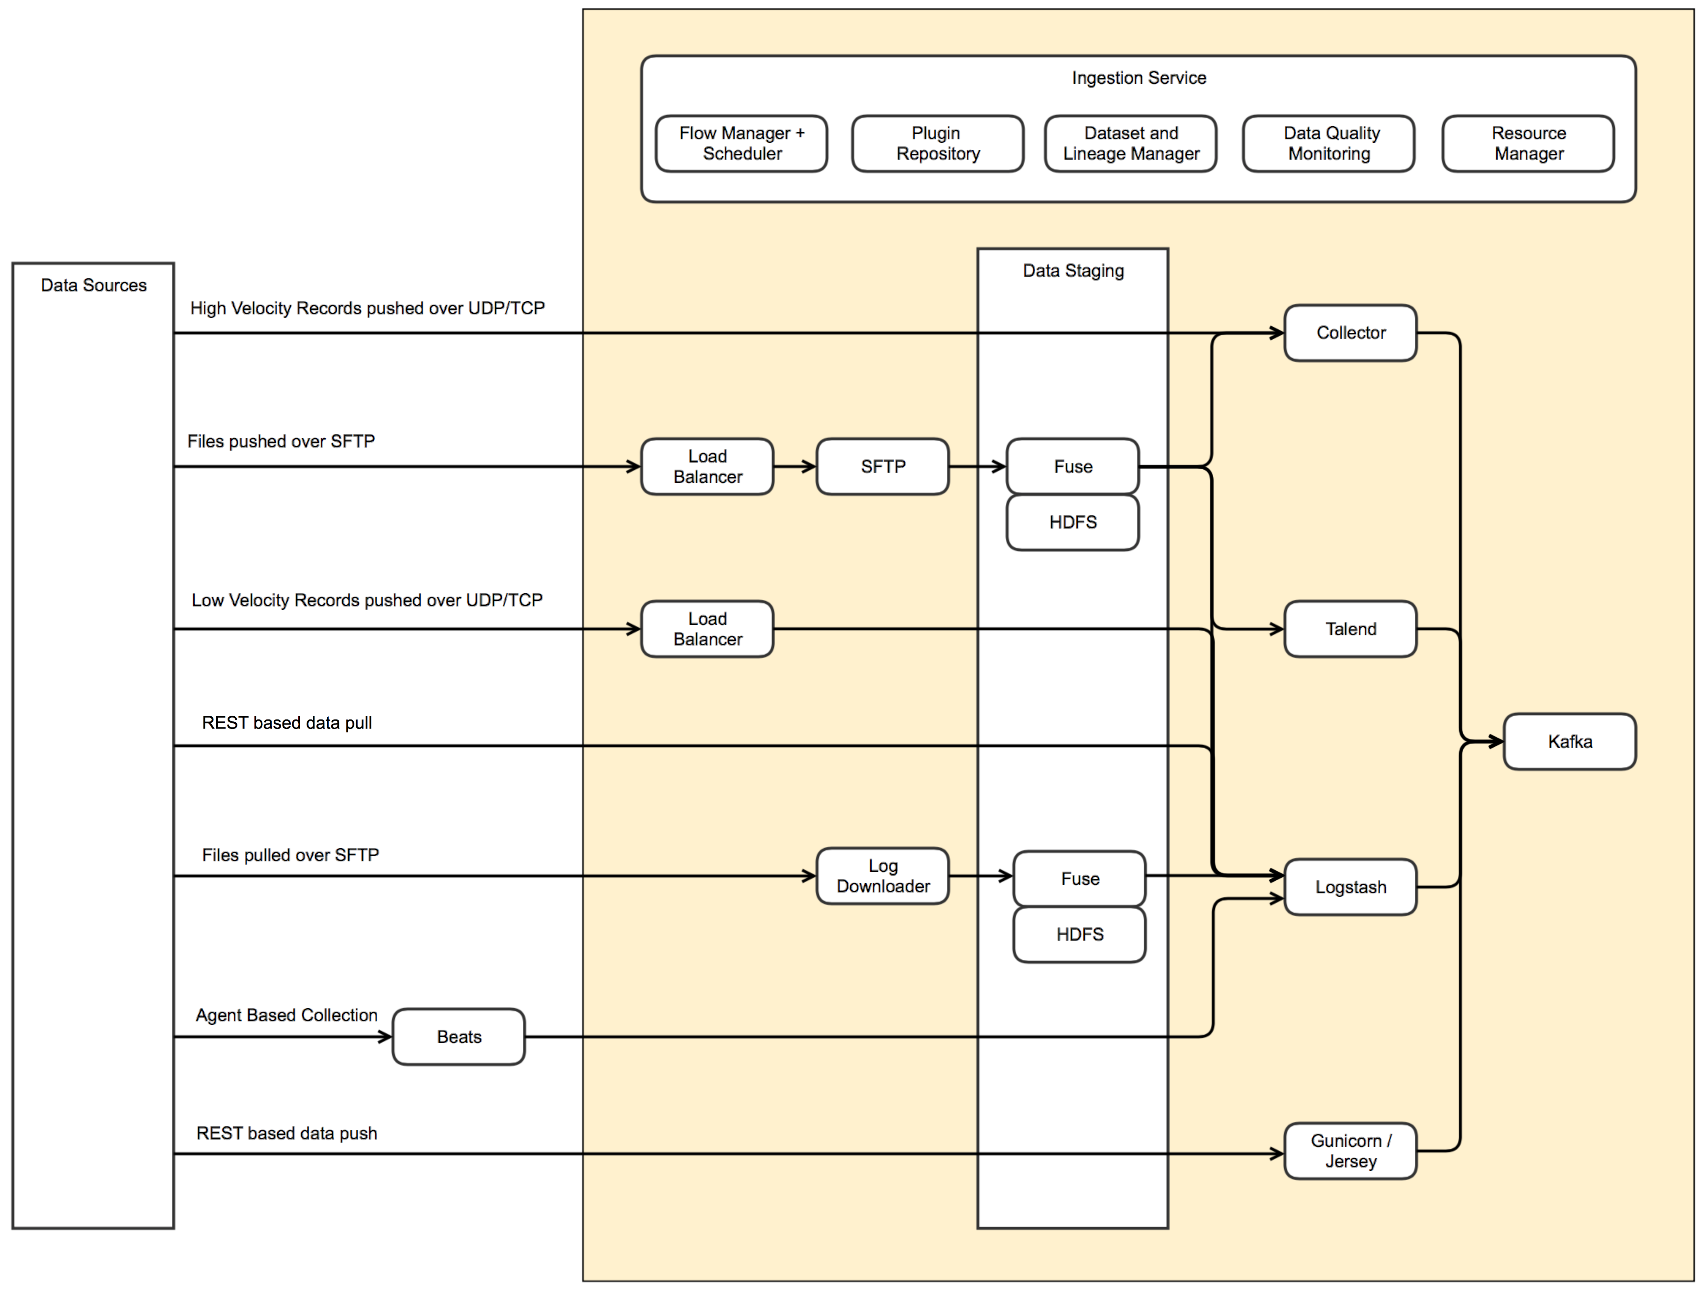 Ingestion Service
Flow Manager +
Scheduler
Plugin
Repository
Dataset and
Lineage Manager
Data Quality
Monitoring
Resource
Manager
Data Sources
Data Staging
High Velocity Records pushed over UDP/TCP
Collector
Files pushed over SFTP
Load
Balancer
SFTP
Fuse
HDFS
Low Velocity Records pushed over UDP/TCP
Load
Balancer
Talend
REST based data pull
Kafka
Files pulled over SFTP
Log
Downloader
Fuse
HDFS
Logstash
Agent Based Collection
Beats
REST based data push
Gunicorn /
Jersey